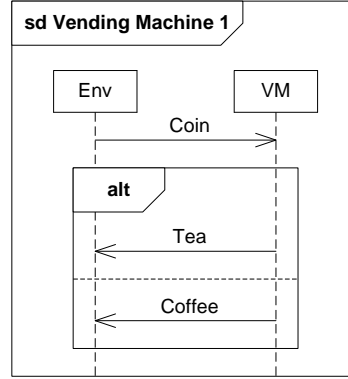 sd Vending Machine 1
Env VM
Coin
alt
Tea
Coffee